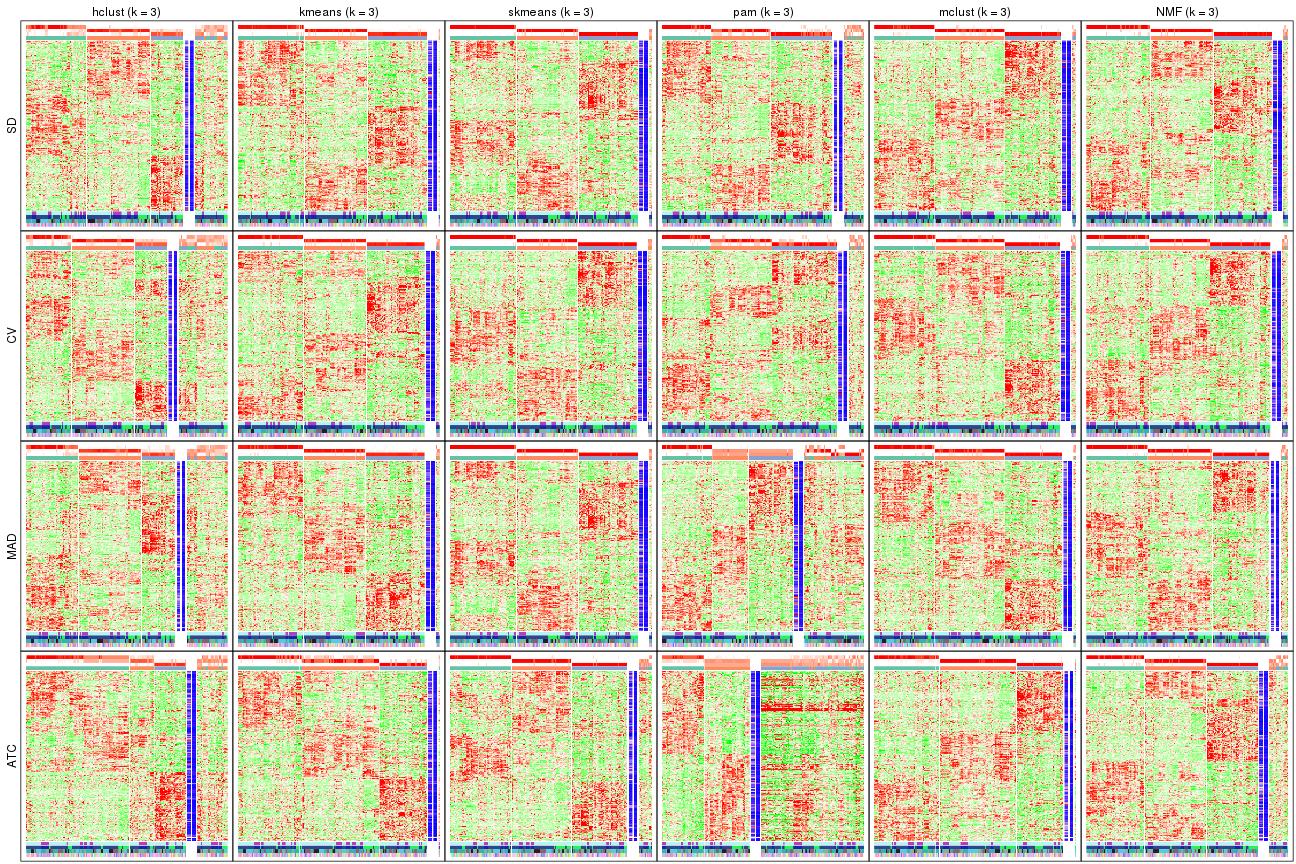 hclust (k = 3) kmeans (k = 3) skmeans (k = 3) pam (k = 3) mclust (k = 3) NMF (k = 3)
SD
CV
MAD
ATC